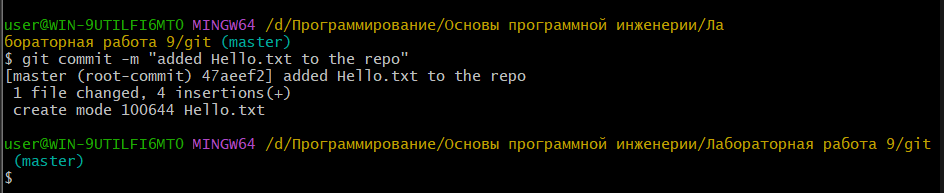 user@WIN-9UTILFI6MTO MINGW64 /d/Программирование/Основы программной инженерии/Ла
бораторная работа 9/git (master)
$ git commit -m "added Hello.txt to the repo"
[master (root-commit) 47aeef2] added Hello.txt to the repo
 1 file changed, 4 insertions(+)
 create mode 100644 Hello.txt

user@WIN-9UTILFI6MTO MINGW64 /d/Программирование/Основы программной инженерии/Лабораторная работа 9/git
 (master)
$